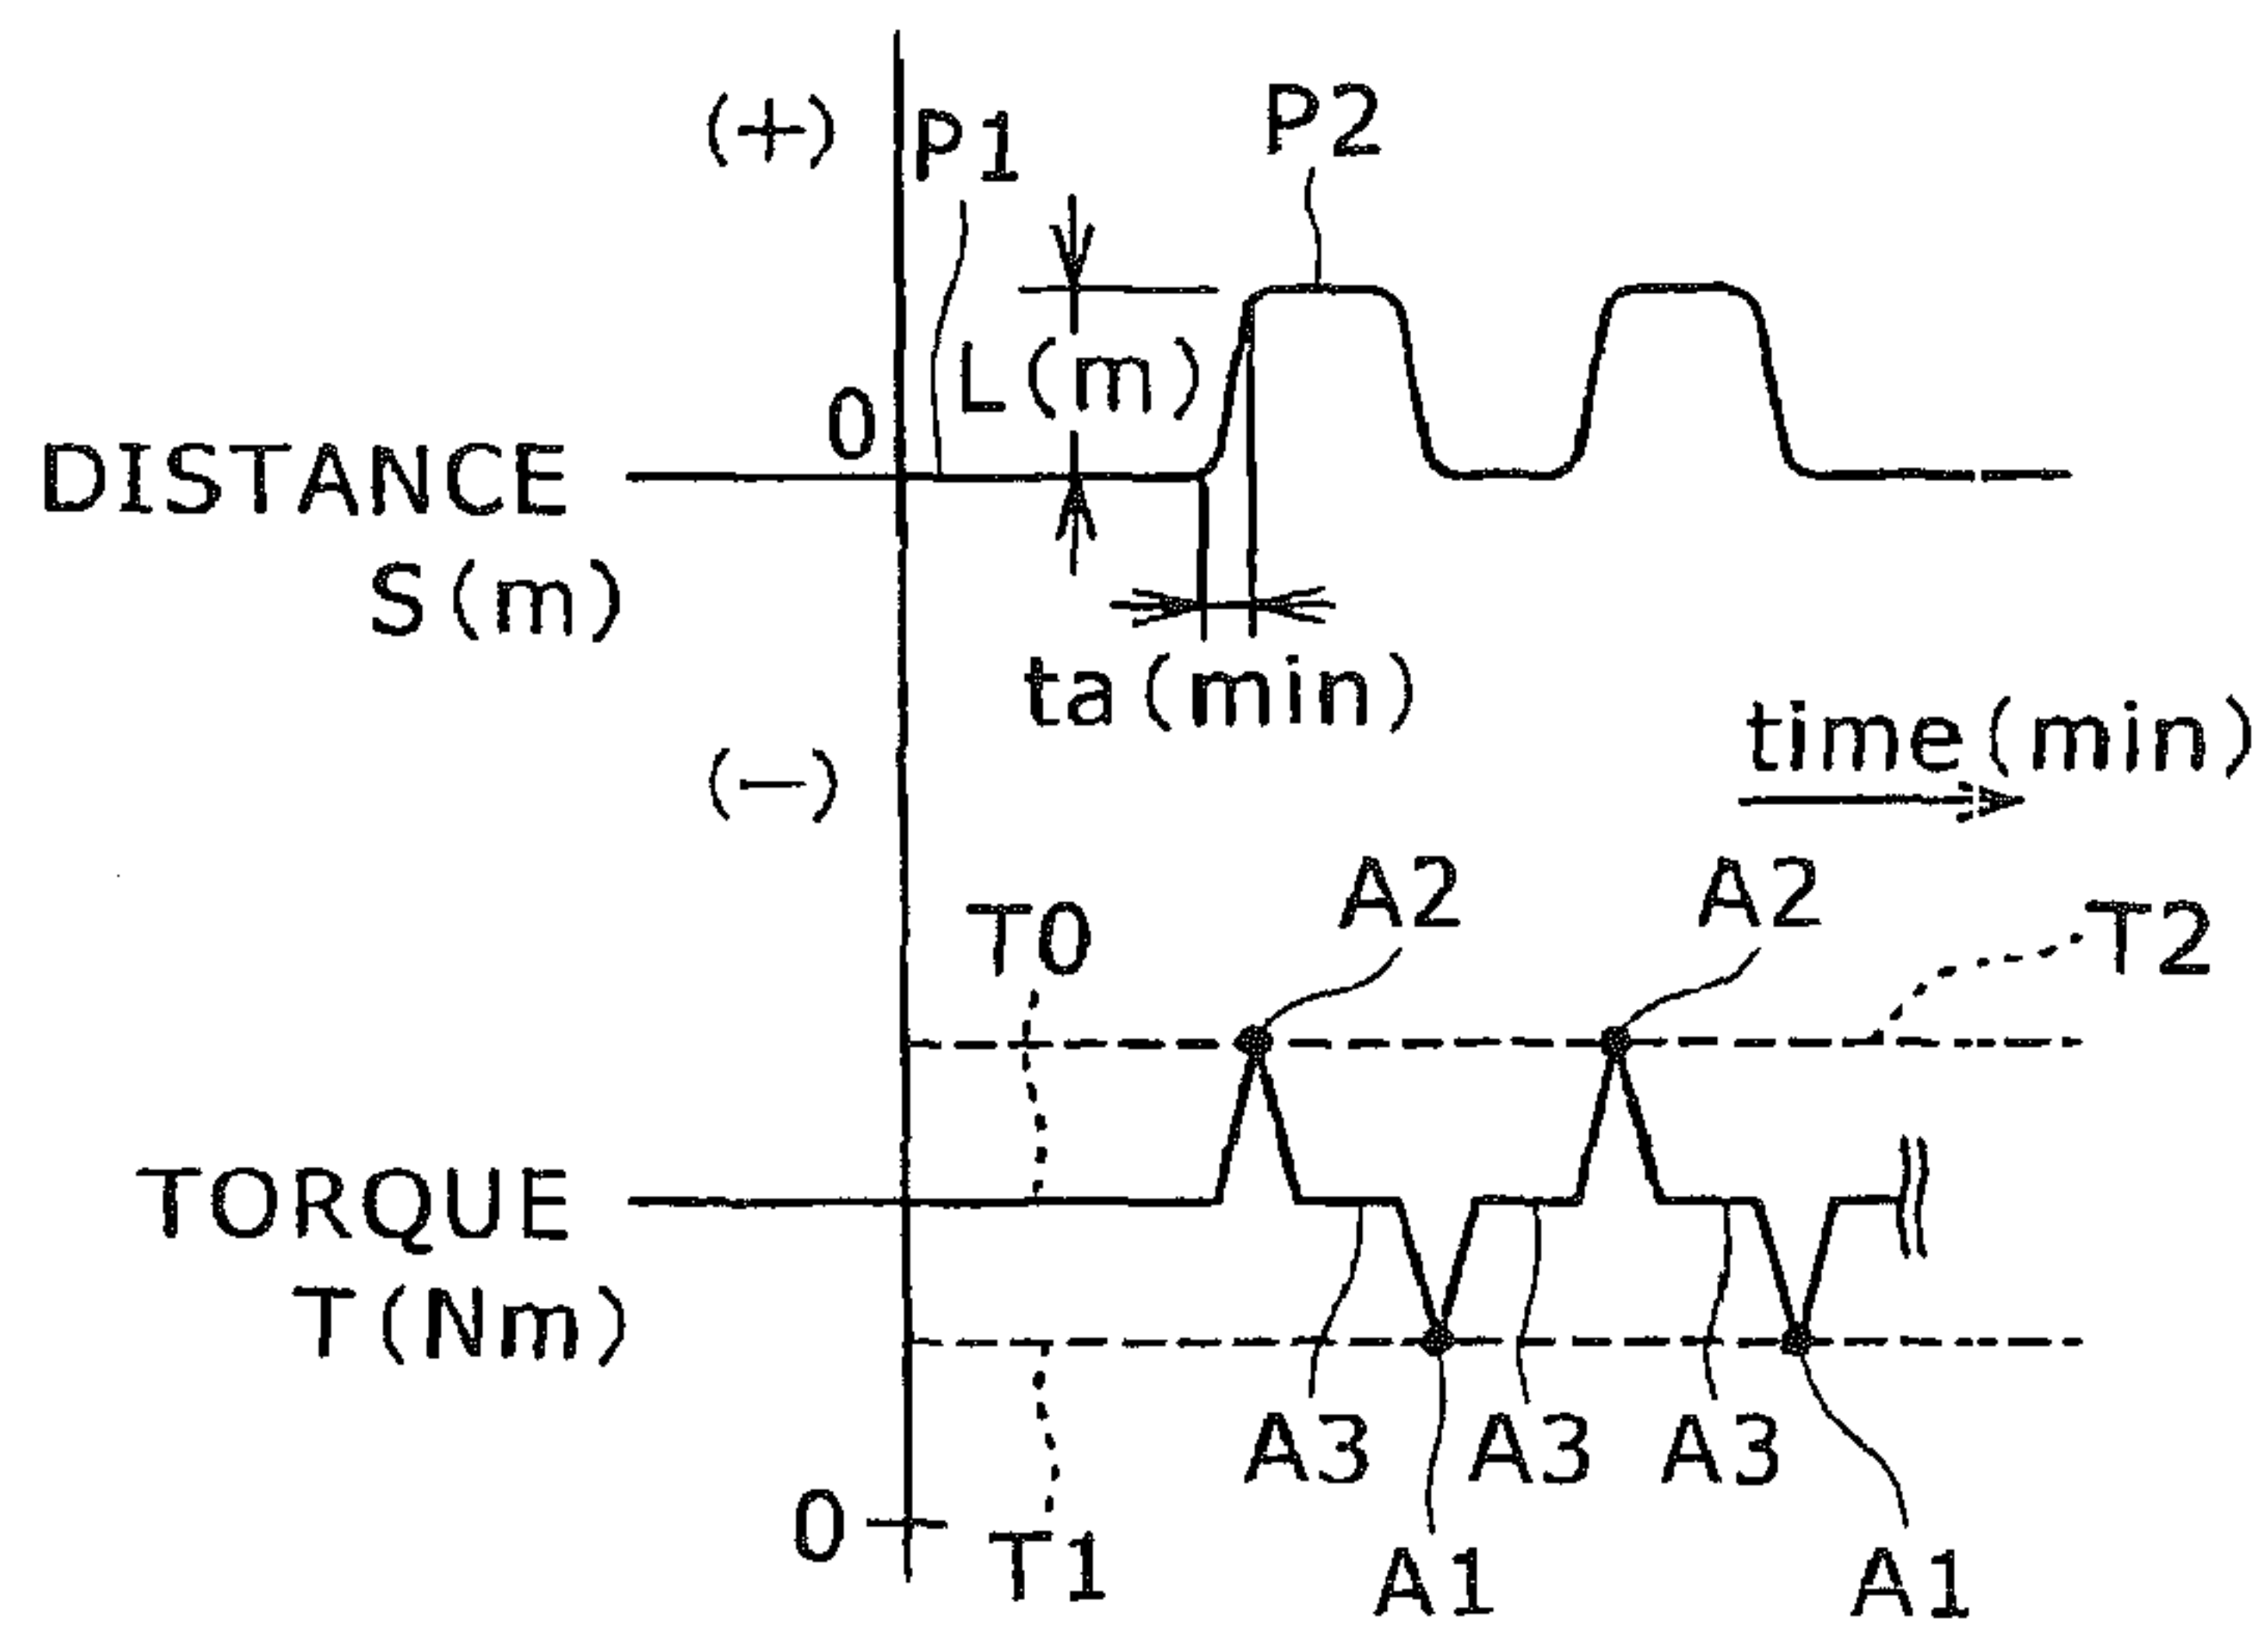 (+)
P1
P2
L(m)
0
DISTANCE
S(m)
ta(min)
time(min)
(−)
A2
A2
T0
T2
TORQUE
T(Nm)
A3
A3
A3
0
T1
A1
A1